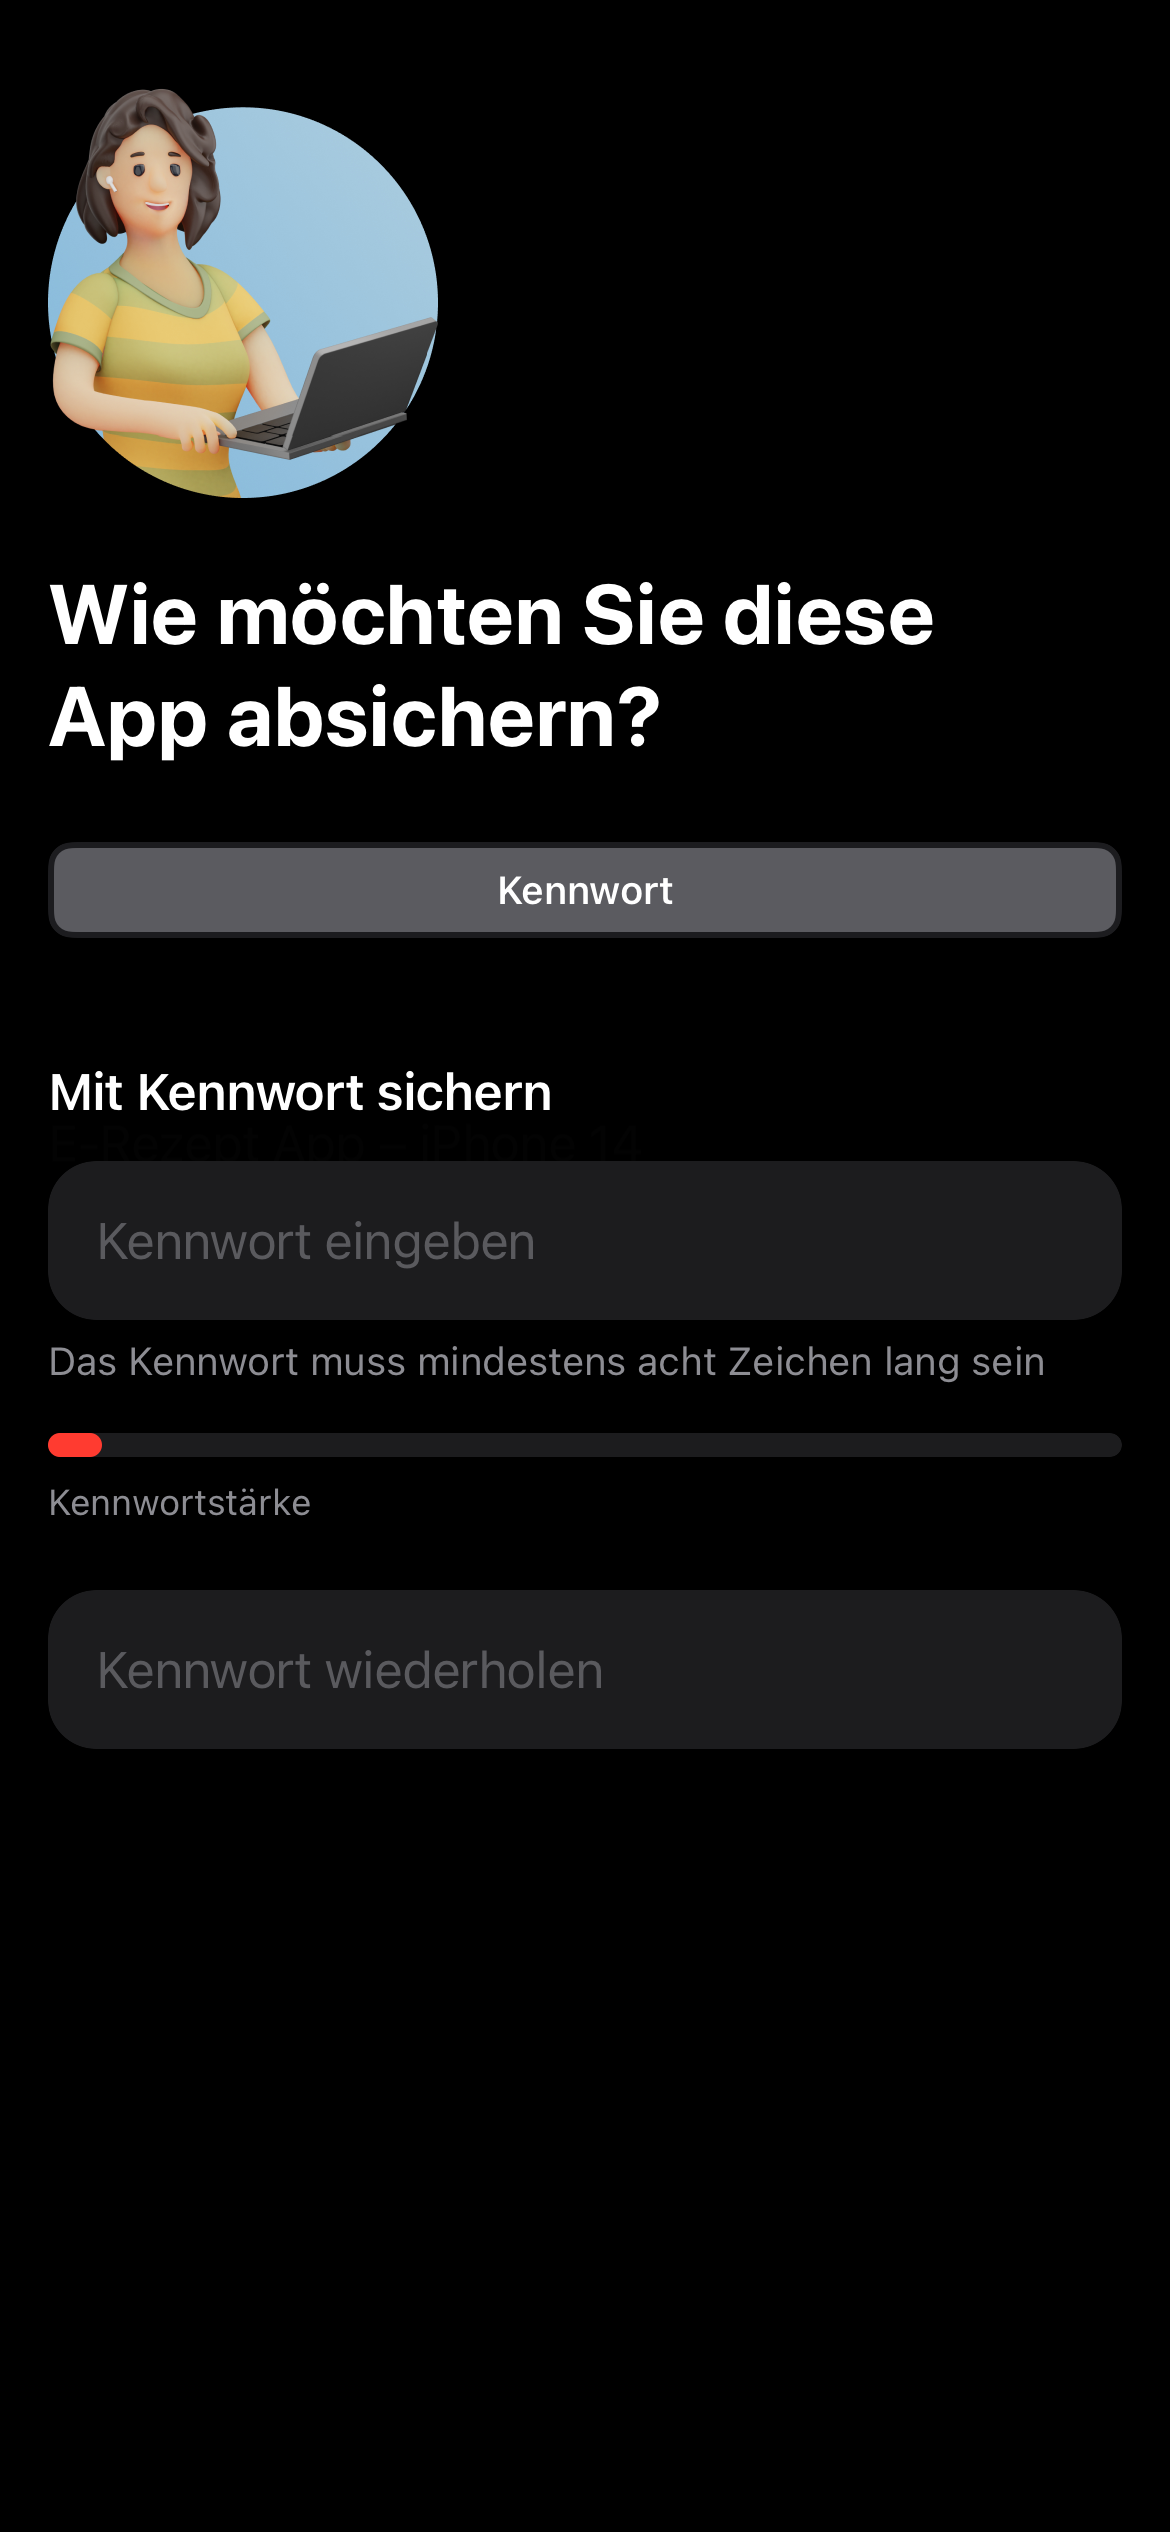 Wie möchten Sie diese
App absichern?
Kennwort
Mit Kennwort sichern
E-Rezept App – iPhone 14
Kennwort eingeben
Das Kennwort muss mindestens acht Zeichen lang sein
Kennwortstärke
Kennwort wiederholen